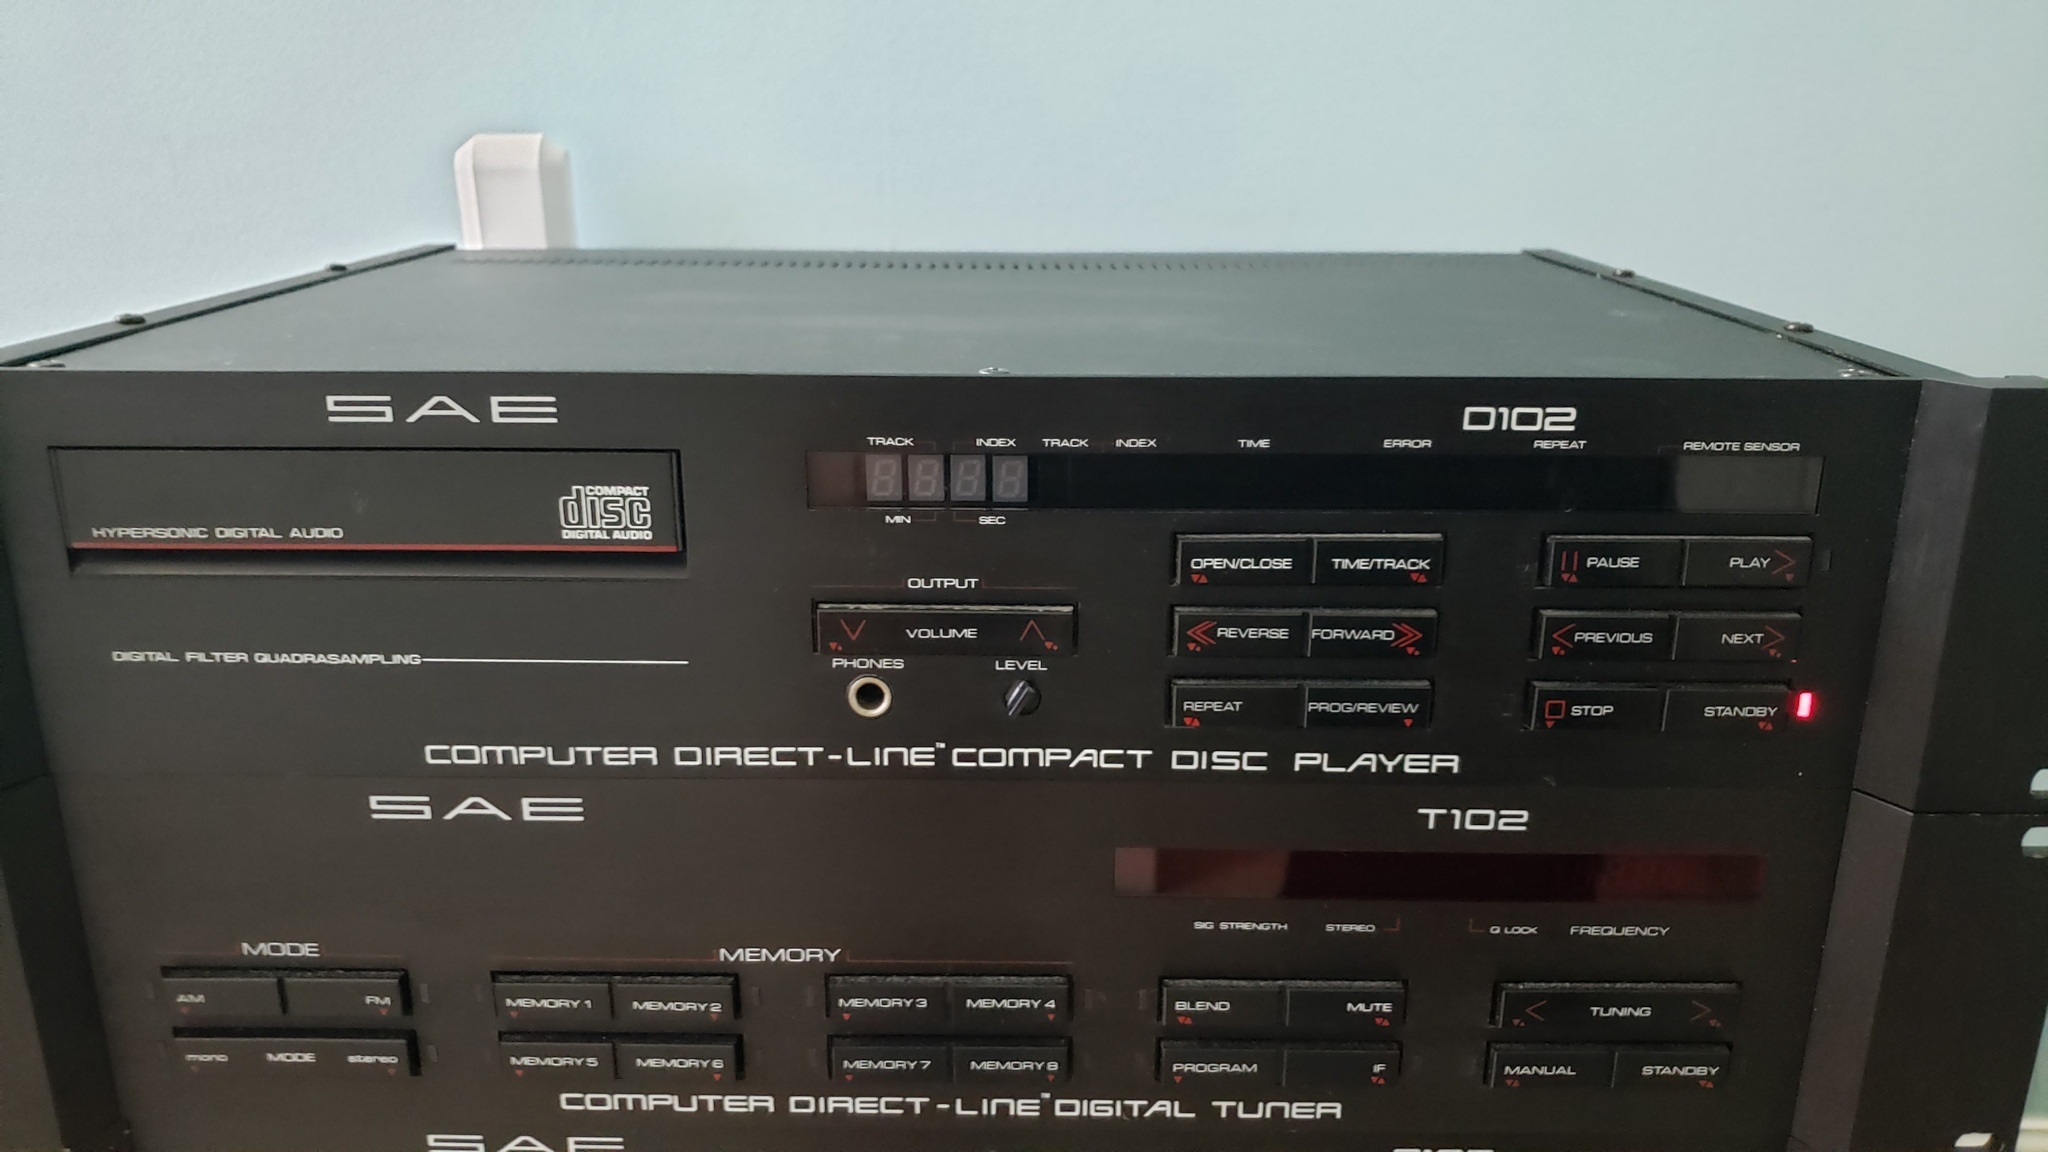 SAE
D102
TRACK INDEX TRACK INDEX TIME ERROR REPEAT REMOTE SENSOR
8888
MIN SEC
COMPACT
disc
DIGITAL AUDIO
HYPERSONIC DIGITAL AUDIO
OPEN/CLOSE TIME/TRACK
PAUSE PLAY
OUTPUT
VOLUME
REVERSE FORWARD
PREVIOUS NEXT
DIGITAL FILTER QUADRASAMPLING
PHONES LEVEL
REPEAT PROG/REVIEW
STOP STANDBY
COMPUTER DIRECT-LINE™ COMPACT DISC PLAYER
SAE
T102
SIG STRENGTH STEREO Q LOCK FREQUENCY
MODE
MEMORY
AM FM
MEMORY 1 MEMORY 2 MEMORY 3 MEMORY 4
BLEND MUTE
TUNING
mono MODE stereo
MEMORY 5 MEMORY 6 MEMORY 7 MEMORY 8
PROGRAM IF
MANUAL STANDBY
COMPUTER DIRECT-LINE™ DIGITAL TUNER
SAE